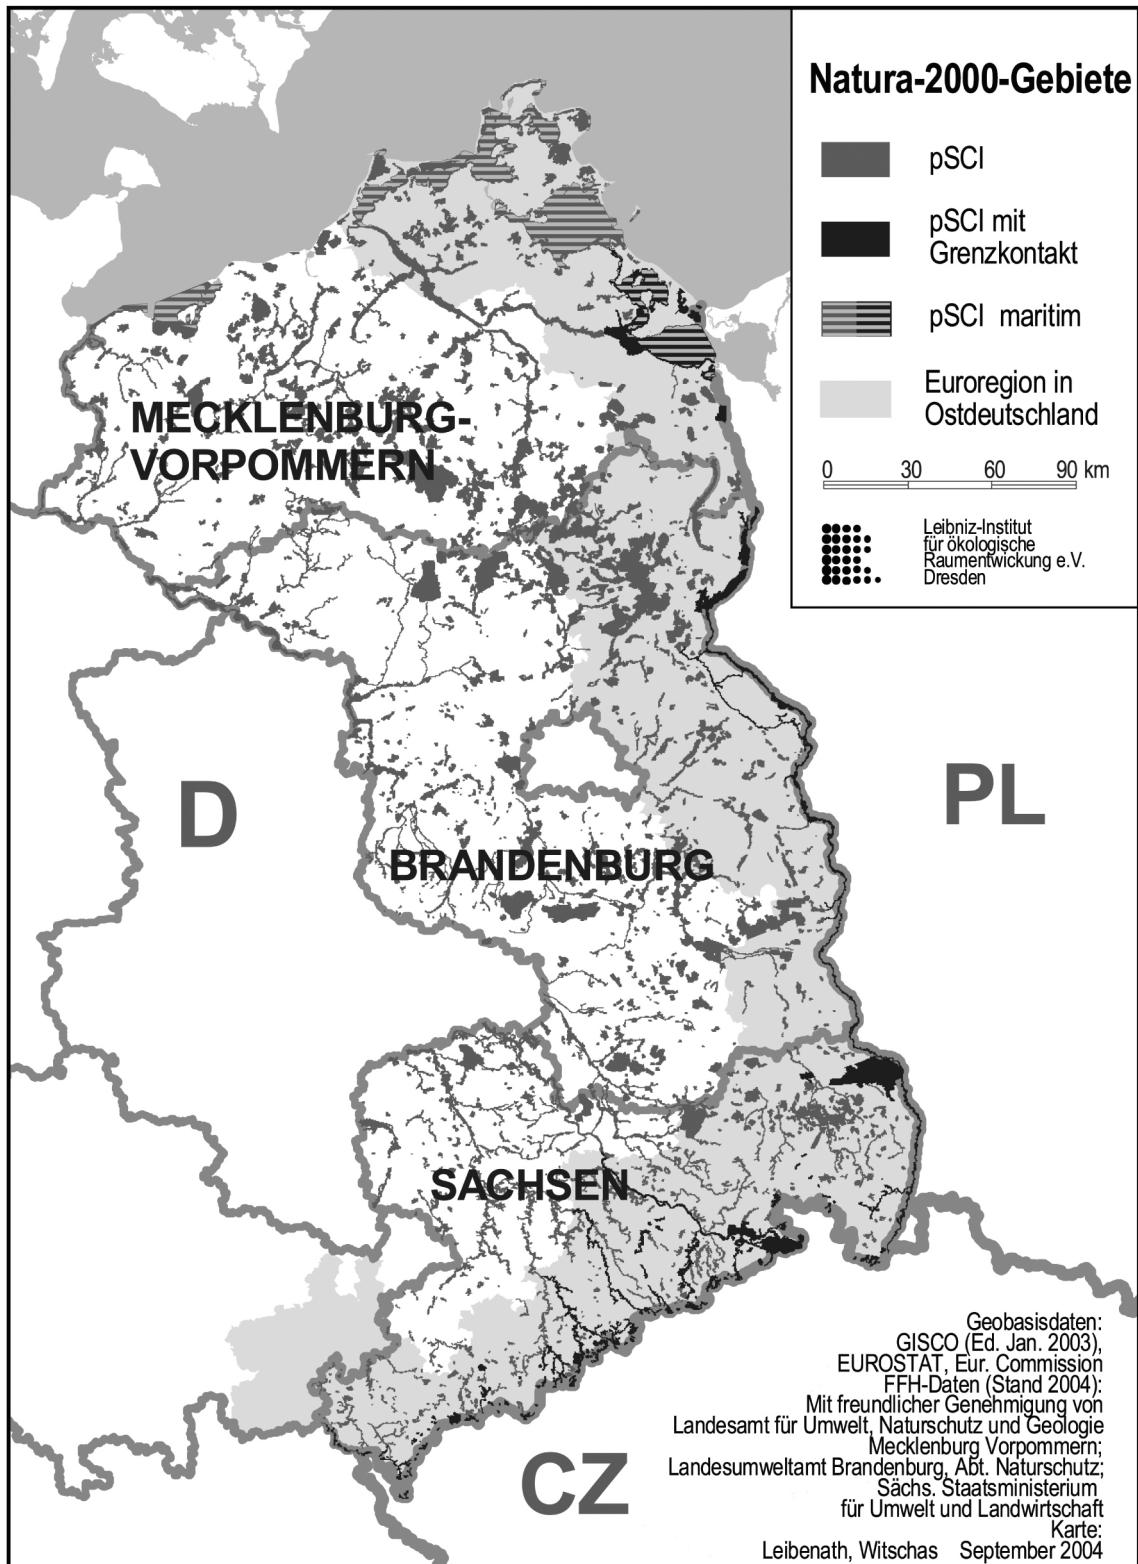 Natura-2000-Gebiete
pSCI
pSCI mit
Grenzkontakt
pSCI maritim
Euroregion in
Ostdeutschland
0 30 60 90 km
Leibniz-Institut
für ökologische
Raumentwickung e.V.
Dresden
MECKLENBURG-
VORPOMMERN
D
PL
BRANDENBURG
SACHSEN
CZ
Geobasisdaten:
GISCO (Ed. Jan. 2003),
EUROSTAT, Eur. Commission
FFH-Daten (Stand 2004):
Mit freundlicher Genehmigung von
Landesamt für Umwelt, Naturschutz und Geologie
Mecklenburg Vorpommern;
Landesumweltamt Brandenburg, Abt. Naturschutz;
Sächs. Staatsministerium
für Umwelt und Landwirtschaft
Karte:
Leibenath, Witschas September 2004